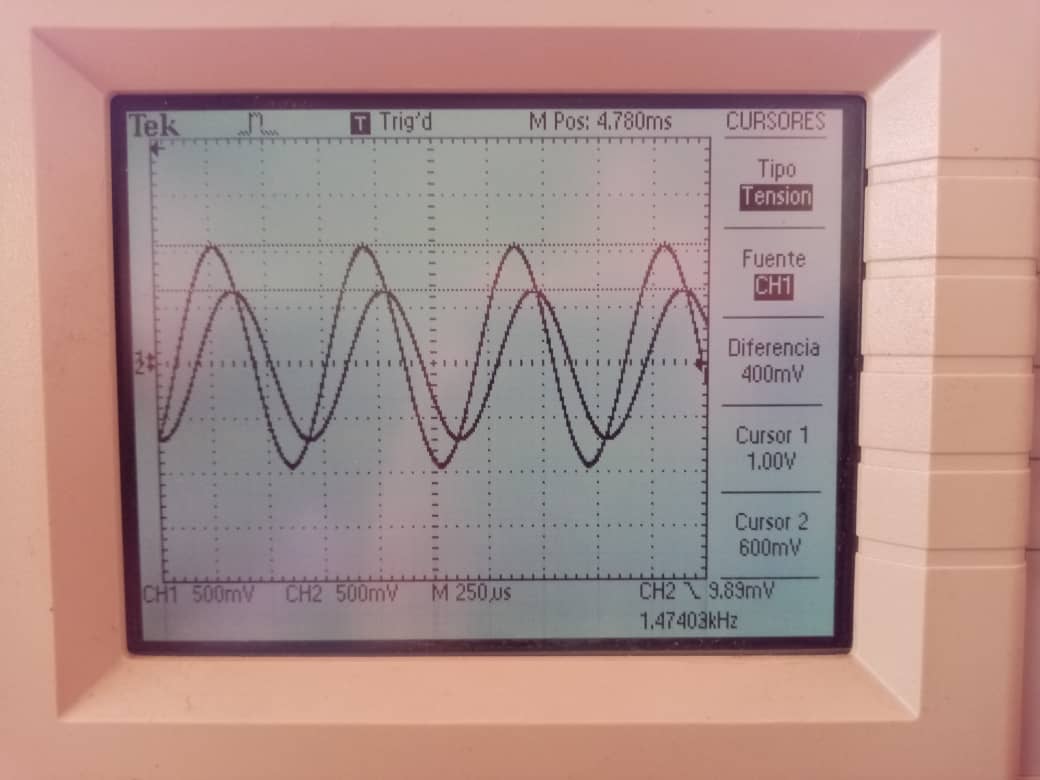 Tek T Trig'd M Pos: 4.780ms CURSORES
Tipo
Tension
Fuente
CH1
Diferencia
400mV
Cursor 1
1.00V
Cursor 2
600mV
2
CH1 500mV CH2 500mV M 250µs CH2 9.89mV
1.47403kHz